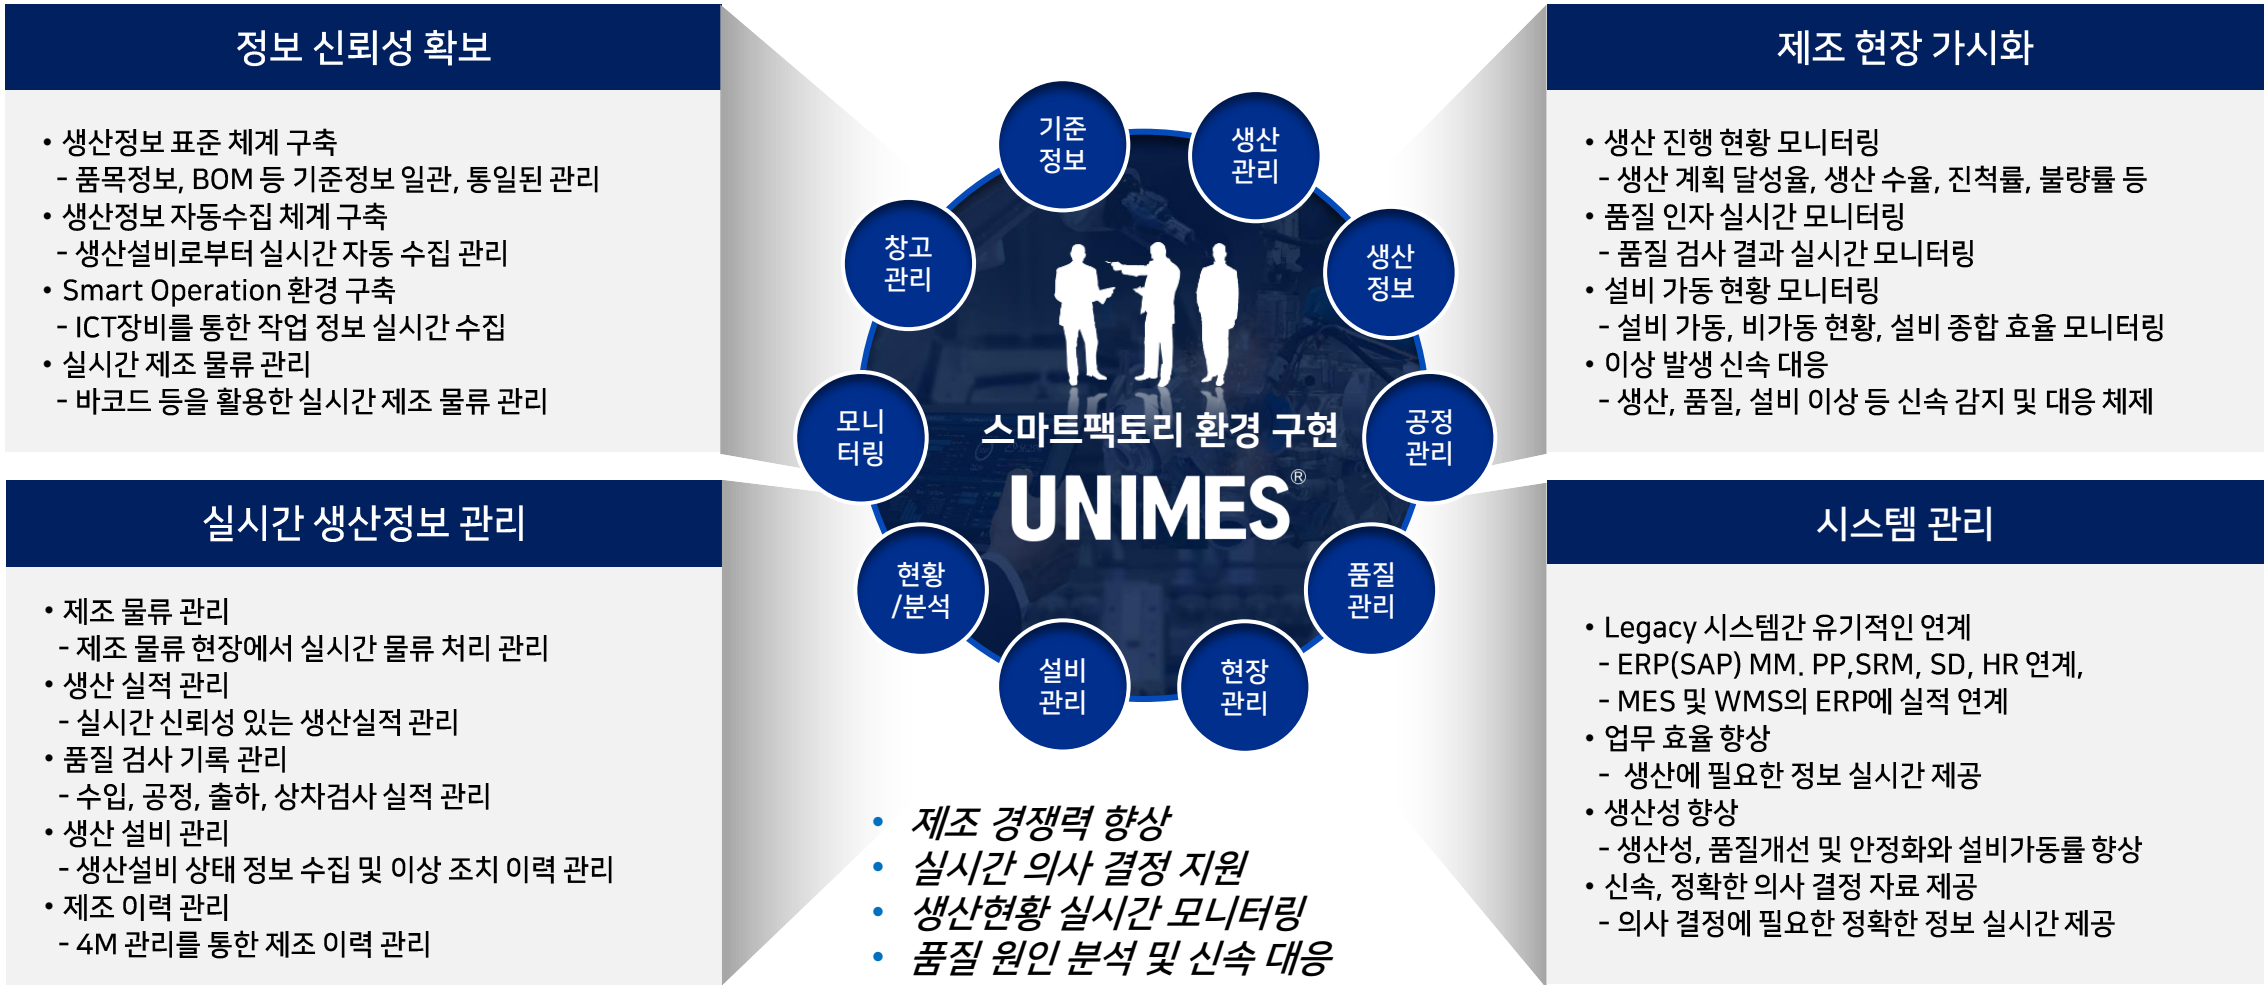 정보 신뢰성 확보
• 생산정보 표준 체계 구축
- 품목정보, BOM 등 기준정보 일관, 통일된 관리
• 생산정보 자동수집 체계 구축
- 생산설비로부터 실시간 자동 수집 관리
• Smart Operation 환경 구축
- ICT장비를 통한 작업 정보 실시간 수집
• 실시간 제조 물류 관리
- 바코드 등을 활용한 실시간 제조 물류 관리
실시간 생산정보 관리
• 제조 물류 관리
- 제조 물류 현장에서 실시간 물류 처리 관리
• 생산 실적 관리
- 실시간 신뢰성 있는 생산실적 관리
• 품질 검사 기록 관리
- 수입, 공정, 출하, 상차검사 실적 관리
• 생산 설비 관리
- 생산설비 상태 정보 수집 및 이상 조치 이력 관리
• 제조 이력 관리
- 4M 관리를 통한 제조 이력 관리
기준
정보
생산
관리
생산
정보
공정
관리
품질
관리
현장
관리
설비
관리
현황
/분석
모니
터링
창고
관리
스마트팩토리 환경 구현
UNIMES®
• 제조 경쟁력 향상
• 실시간 의사 결정 지원
• 생산현황 실시간 모니터링
• 품질 원인 분석 및 신속 대응
제조 현장 가시화
• 생산 진행 현황 모니터링
- 생산 계획 달성율, 생산 수율, 진척률, 불량률 등
• 품질 인자 실시간 모니터링
- 품질 검사 결과 실시간 모니터링
• 설비 가동 현황 모니터링
- 설비 가동, 비가동 현황, 설비 종합 효율 모니터링
• 이상 발생 신속 대응
- 생산, 품질, 설비 이상 등 신속 감지 및 대응 체제
시스템 관리
• Legacy 시스템간 유기적인 연계
- ERP(SAP) MM. PP,SRM, SD, HR 연계,
- MES 및 WMS의 ERP에 실적 연계
• 업무 효율 향상
- 생산에 필요한 정보 실시간 제공
• 생산성 향상
- 생산성, 품질개선 및 안정화와 설비가동률 향상
• 신속, 정확한 의사 결정 자료 제공
- 의사 결정에 필요한 정확한 정보 실시간 제공